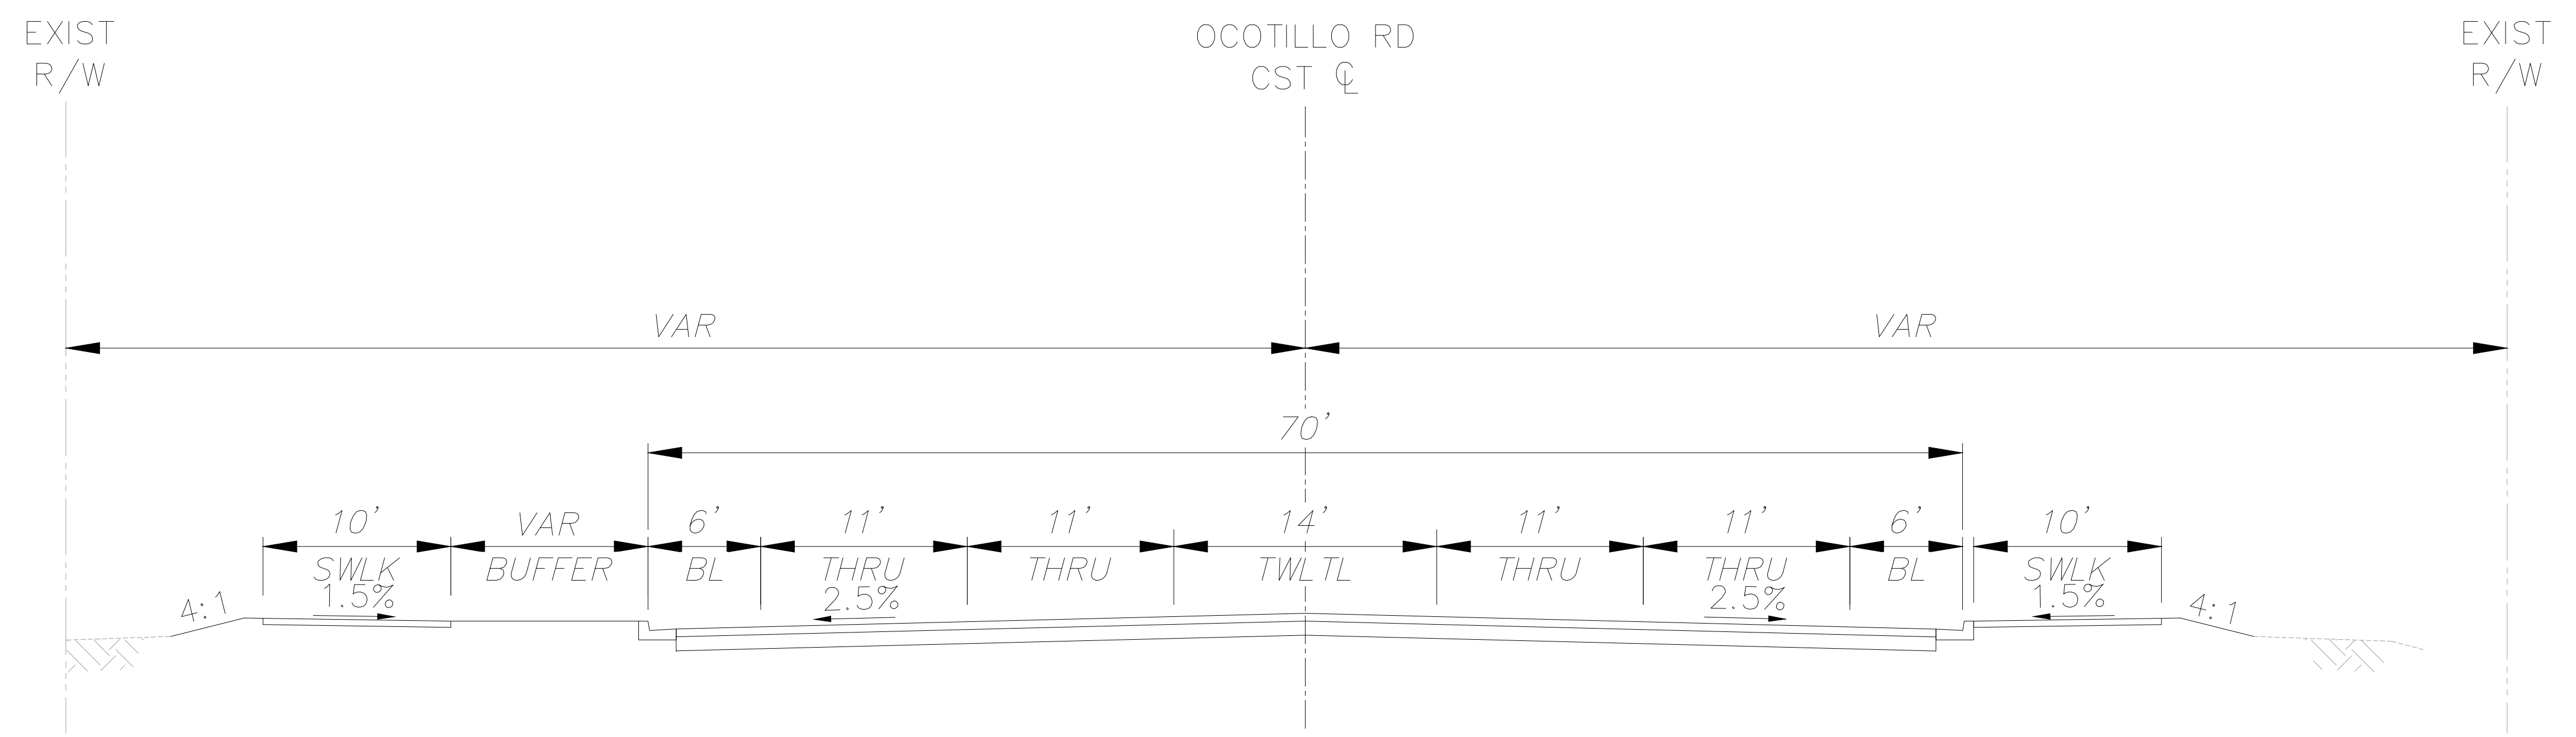 EXIST
R/W
OCOTILLO RD
CST ℄
EXIST
R/W
VAR
VAR
70'
10'
VAR
6'
11'
11'
14'
11'
11'
6'
10'
SWLK
BUFFER
BL
THRU
THRU
TWLTL
THRU
THRU
BL
SWLK
4:1
1.5%
2.5%
2.5%
1.5%
4:1